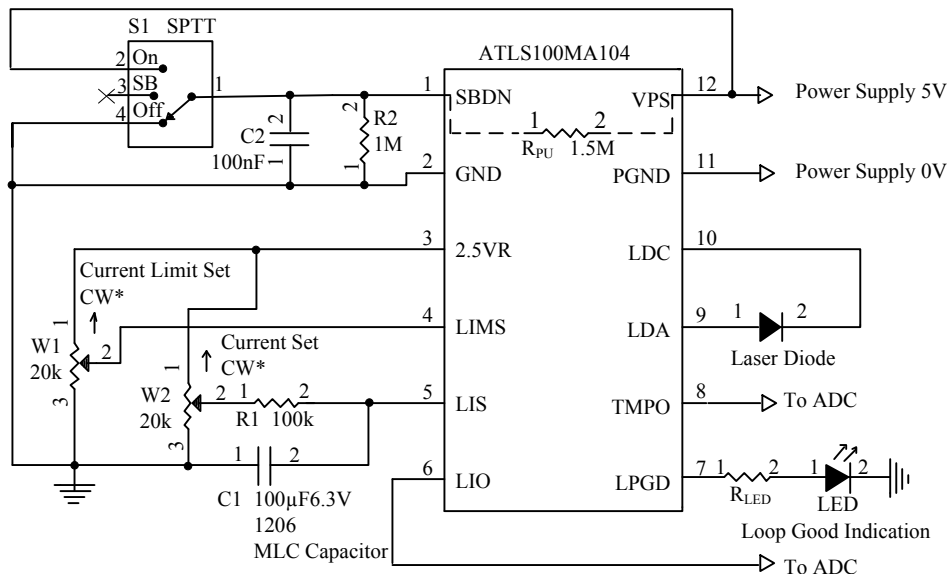 S1 SPTT
ATLS100MA104
2 On
3 SB
4 Off
1
C2
100nF
2
1
R2
1M
2
1
1 SBDN
2 GND
3 2.5VR
4 LIMS
5 LIS
6 LIO
VPS 12
PGND 11
LDC 10
LDA 9
TMPO 8
LPGD 7
1 2
RPU 1.5M
Power Supply 5V
Power Supply 0V
Current Limit Set
CW*
W1
20k
1
2
3
Current Set
CW*
W2
20k
1
2
3
1 2
R1 100k
1 2
C1 100µF6.3V
1206
MLC Capacitor
1 2
Laser Diode
To ADC
1 2
RLED
1 2
LED
Loop Good Indication
To ADC